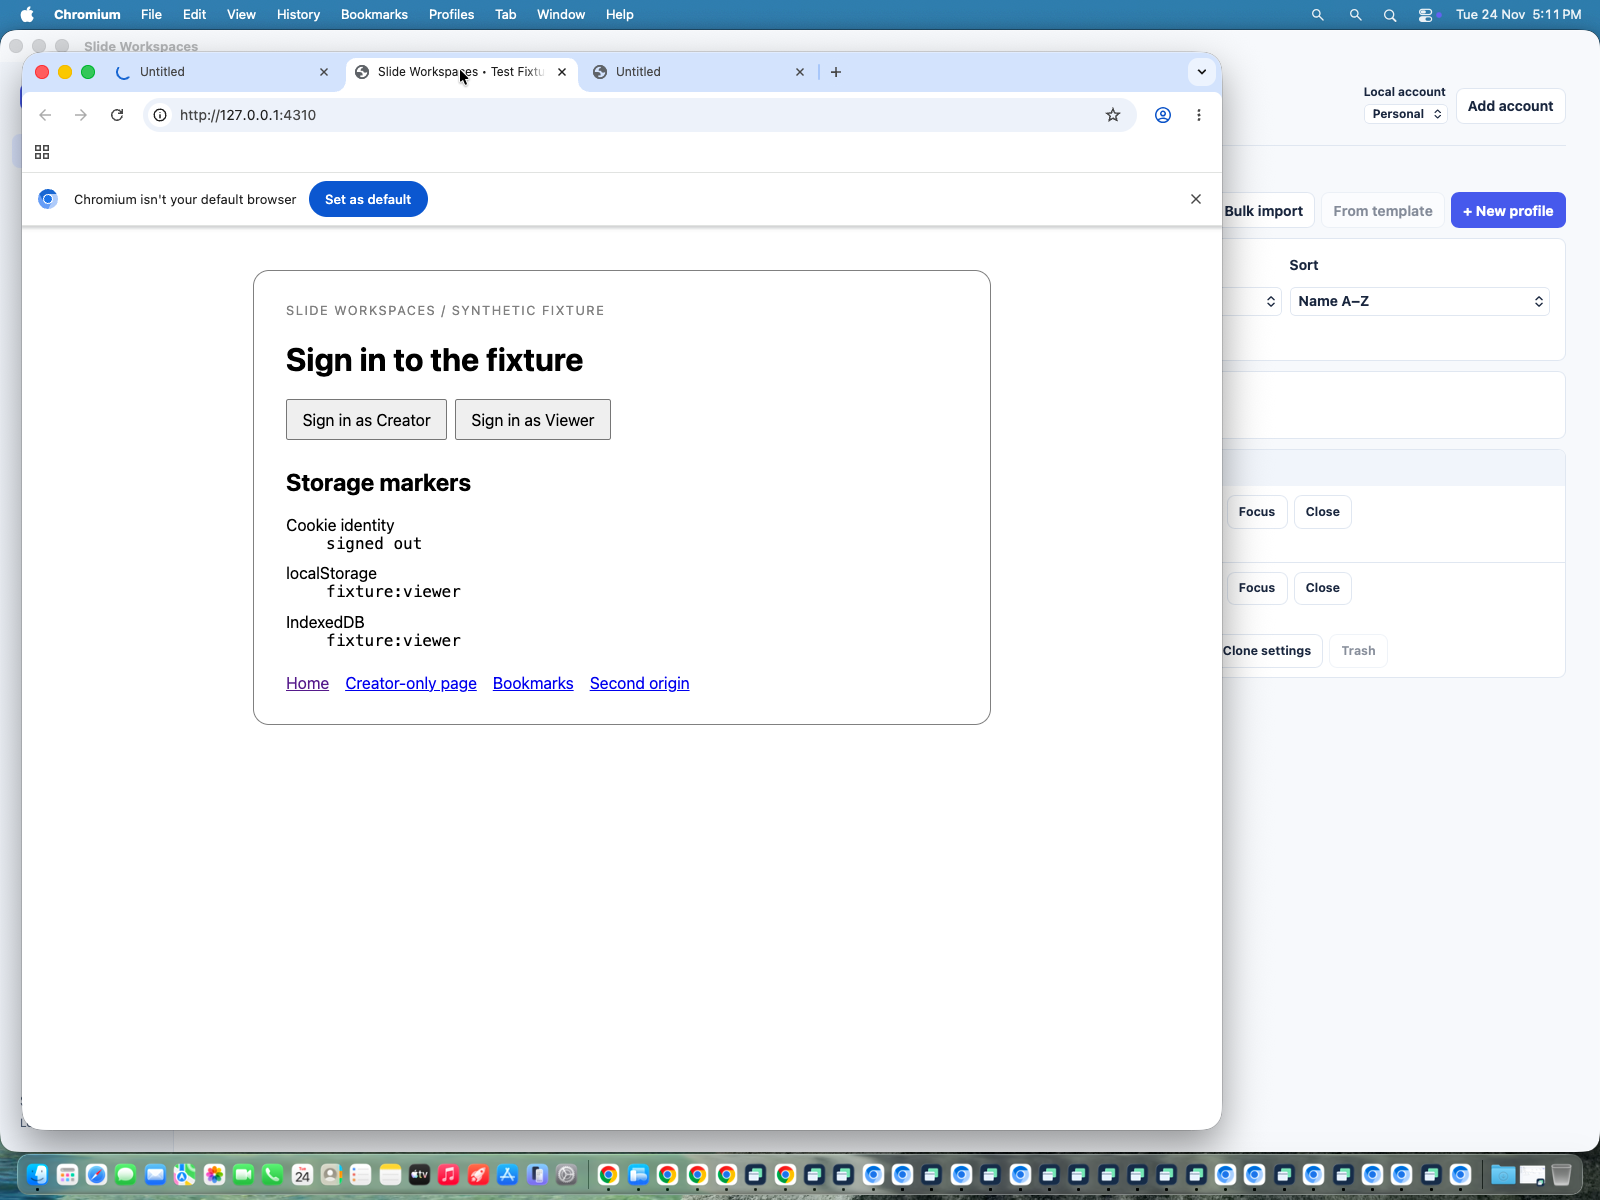 Chromium File Edit View History Bookmarks Profiles Tab Window Help Tue 24 Nov 5:11 PM
Slide Workspaces
Untitled
Slide Workspaces • Test Fixtu
Untitled
http://127.0.0.1:4310
Chromium isn't your default browser
Set as default
Local account
Personal
Add account
Bulk import
From template
+ New profile
Sort
Name A–Z
Focus
Close
Focus
Close
Clone settings
Trash
SLIDE WORKSPACES / SYNTHETIC FIXTURE
Sign in to the fixture
Sign in as Creator
Sign in as Viewer
Storage markers
Cookie identity
signed out
localStorage
fixture:viewer
IndexedDB
fixture:viewer
Home Creator-only page Bookmarks Second origin
tv
24